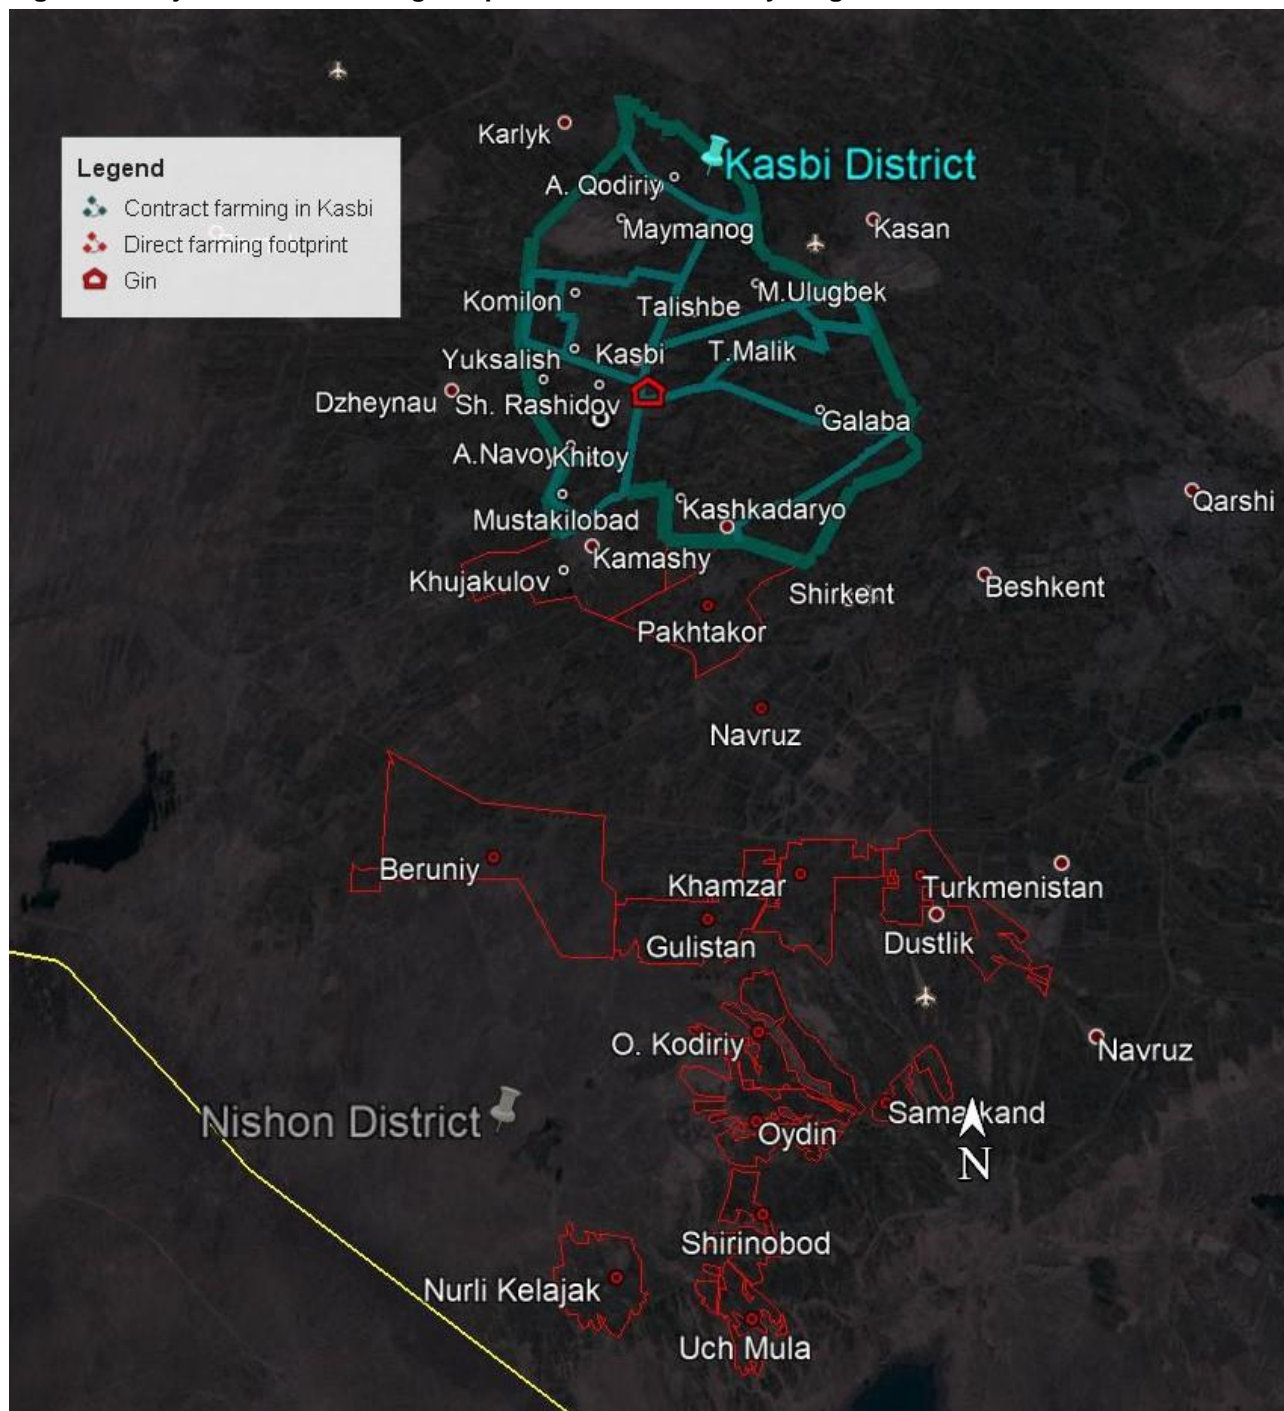 Karlyk
Kasbi District
Legend
Contract farming in Kasbi
Direct farming footprint
Gin
A. Qodiriy
Maymanog
Kasan
Komilon
Talishbe
M.Ulugbek
Yuksalish
Kasbi
T.Malik
Dzheynau
Sh. Rashidov
Galaba
A.Navoy
Khitoy
Qarshi
Mustakilobad
Kashkadaryo
Kamashy
Khujakulov
Shirkent
Beshkent
Pakhtakor
Navruz
Beruniy
Khamzar
Turkmenistan
Gulistan
Dustlik
O. Kodiriy
Navruz
Nishon District
Samarkand
Oydin
N
Shirinobod
Nurli Kelajak
Uch Mula